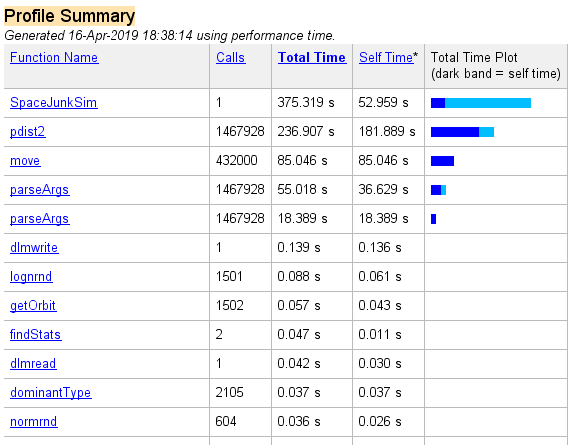 Profile Summary
Generated 16-Apr-2019 18:38:14 using performance time.
Function Name Calls Total Time Self Time* Total Time Plot
(dark band = self time)
SpaceJunkSim 1 375.319 s 52.959 s
pdist2 1467928 236.907 s 181.889 s
move 432000 85.046 s 85.046 s
parseArgs 1467928 55.018 s 36.629 s
parseArgs 1467928 18.389 s 18.389 s
dlmwrite 1 0.139 s 0.136 s
lognrnd 1501 0.088 s 0.061 s
getOrbit 1502 0.057 s 0.043 s
findStats 2 0.047 s 0.011 s
dlmread 1 0.042 s 0.030 s
dominantType 2105 0.037 s 0.037 s
normrnd 604 0.036 s 0.026 s